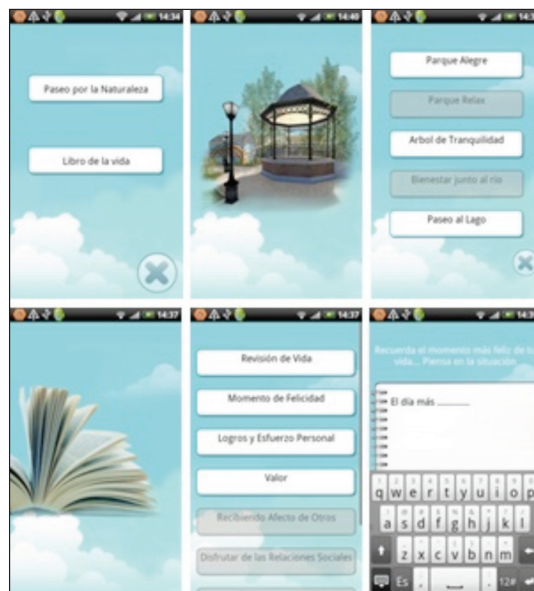 14:34
Paseo por la Naturaleza
Libro de la vida
14:40
Parque Alegre
Parque Relax
Arbol de Tranquilidad
Bienestar junto al río
Paseo al Lago
14:37
14:37
Revisión de Vida
Momento de Felicidad
Logros y Esfuerzo Personal
Valor
Recibiendo Afecto de Otros
Disfrutar de las Relaciones Sociales
Recuerda el momento más feliz de tu
vida... Piensa en la situación
El día más
q w e r t y u i o p
a s d f g h j k l
z x c v b n m
Es . 12#